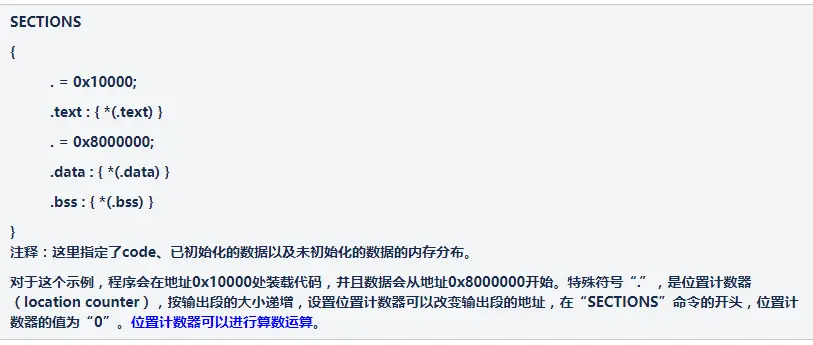 SECTIONS
{
. = 0x10000;
.text : { *(.text) }
. = 0x8000000;
.data : { *(.data) }
.bss : { *(.bss) }
}
注释：这里指定了code、已初始化的数据以及未初始化的数据的内存分布。
对于这个示例，程序会在地址0x10000处装载代码，并且数据会从地址0x8000000开始。特殊符号“.”，是位置计数器
（location counter），按输出段的大小递增，设置位置计数器可以改变输出段的地址，在“SECTIONS”命令的开头，位置计
数器的值为“0”。位置计数器可以进行算数运算。